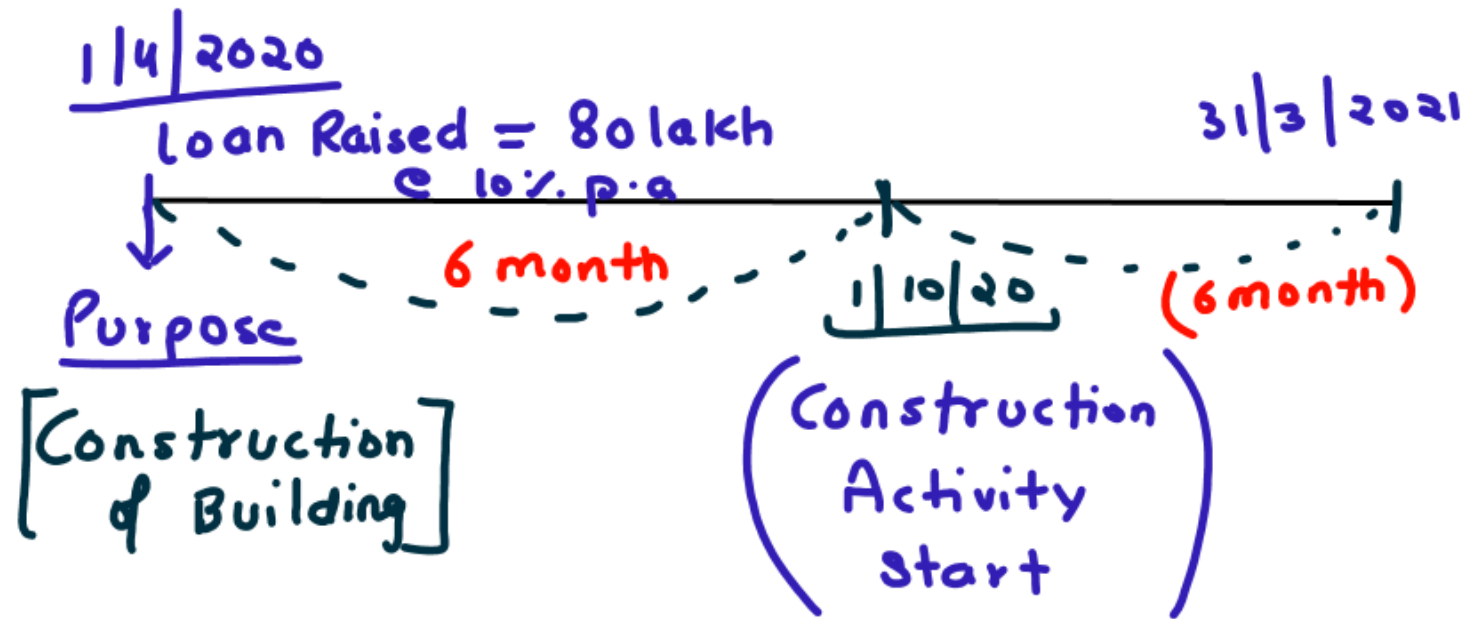 1|4|2020
Loan Raised = 80 lakh
@ 10% p.a
31|3|2021
6 month
1|10|20
(6 month)
Purpose
[Construction
of Building]
(Construction
Activity
Start)